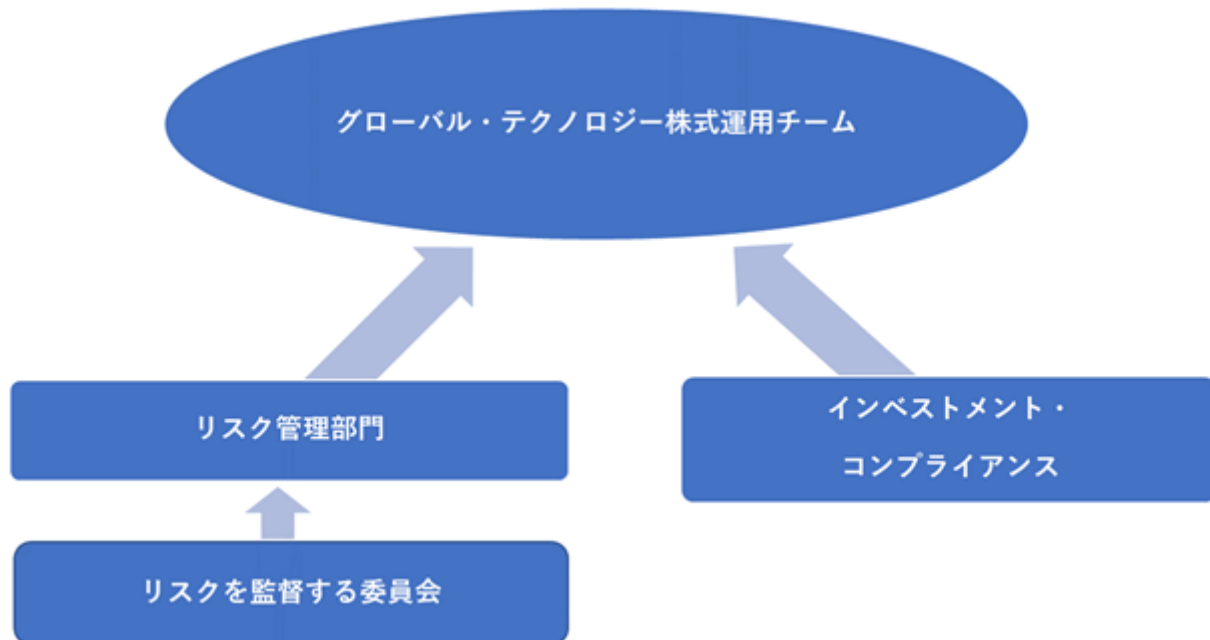 グローバル・テクノロジー株式運用チーム
リスク管理部門
インベストメント・
コンプライアンス
リスクを監督する委員会